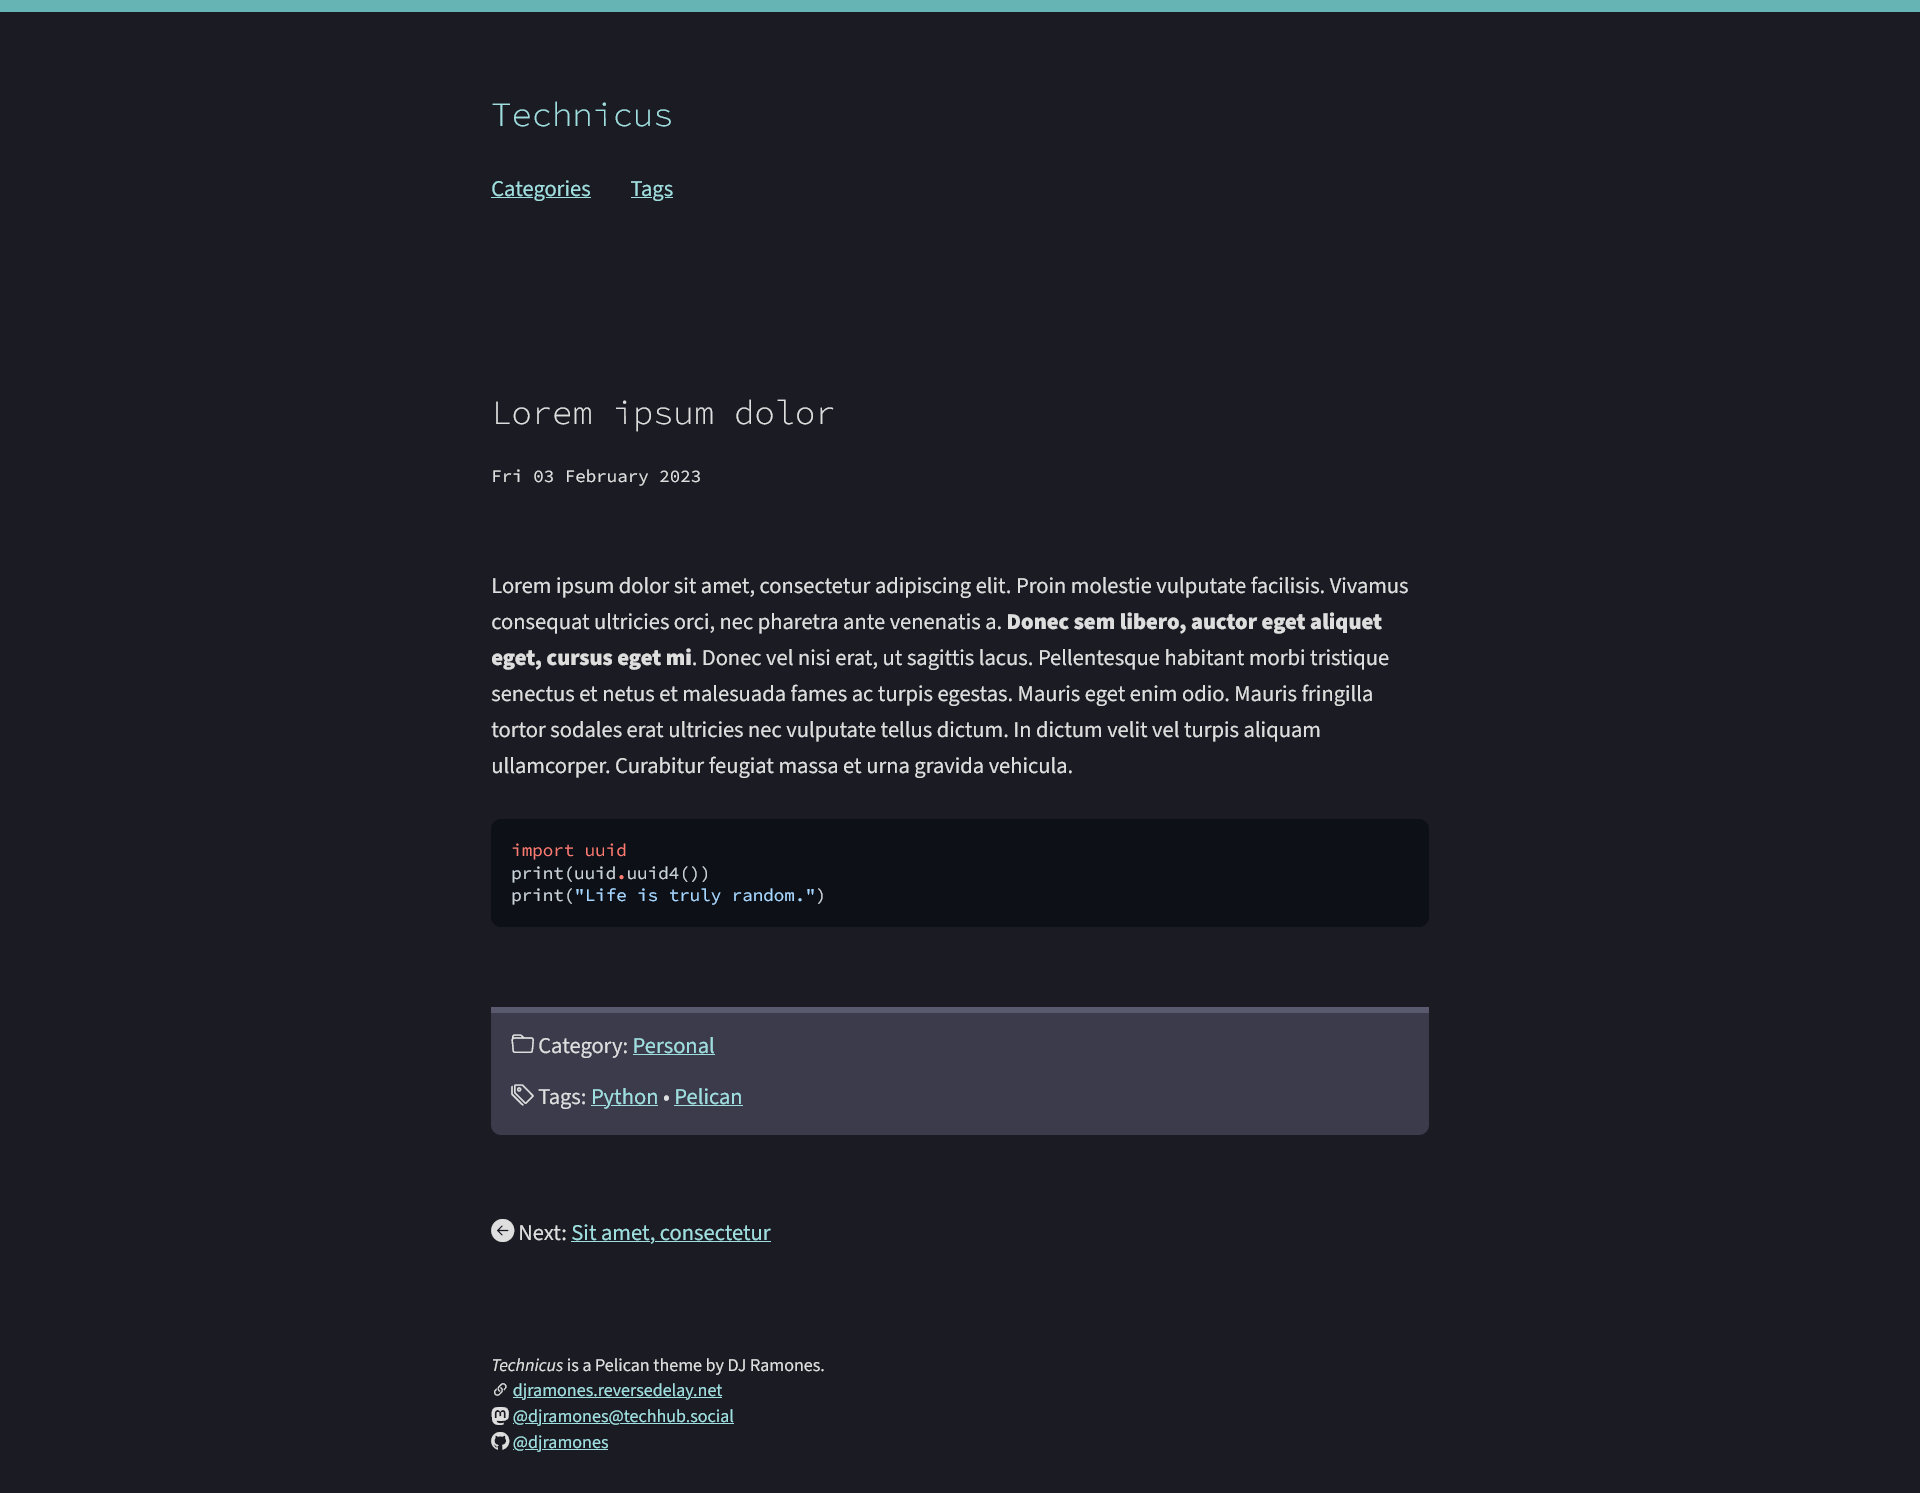 Technicus
Categories Tags
Lorem ipsum dolor
Fri 03 February 2023
Lorem ipsum dolor sit amet, consectetur adipiscing elit. Proin molestie vulputate facilisis. Vivamus
consequat ultricies orci, nec pharetra ante venenatis a. Donec sem libero, auctor eget aliquet
eget, cursus eget mi. Donec vel nisi erat, ut sagittis lacus. Pellentesque habitant morbi tristique
senectus et netus et malesuada fames ac turpis egestas. Mauris eget enim odio. Mauris fringilla
tortor sodales erat ultricies nec vulputate tellus dictum. In dictum velit vel turpis aliquam
ullamcorper. Curabitur feugiat massa et urna gravida vehicula.
import uuid
print(uuid.uuid4())
print("Life is truly random.")
Category: Personal
Tags: Python • Pelican
Next: Sit amet, consectetur
Technicus is a Pelican theme by DJ Ramones.
djramones.reversedelay.net
@djramones@techhub.social
@djramones